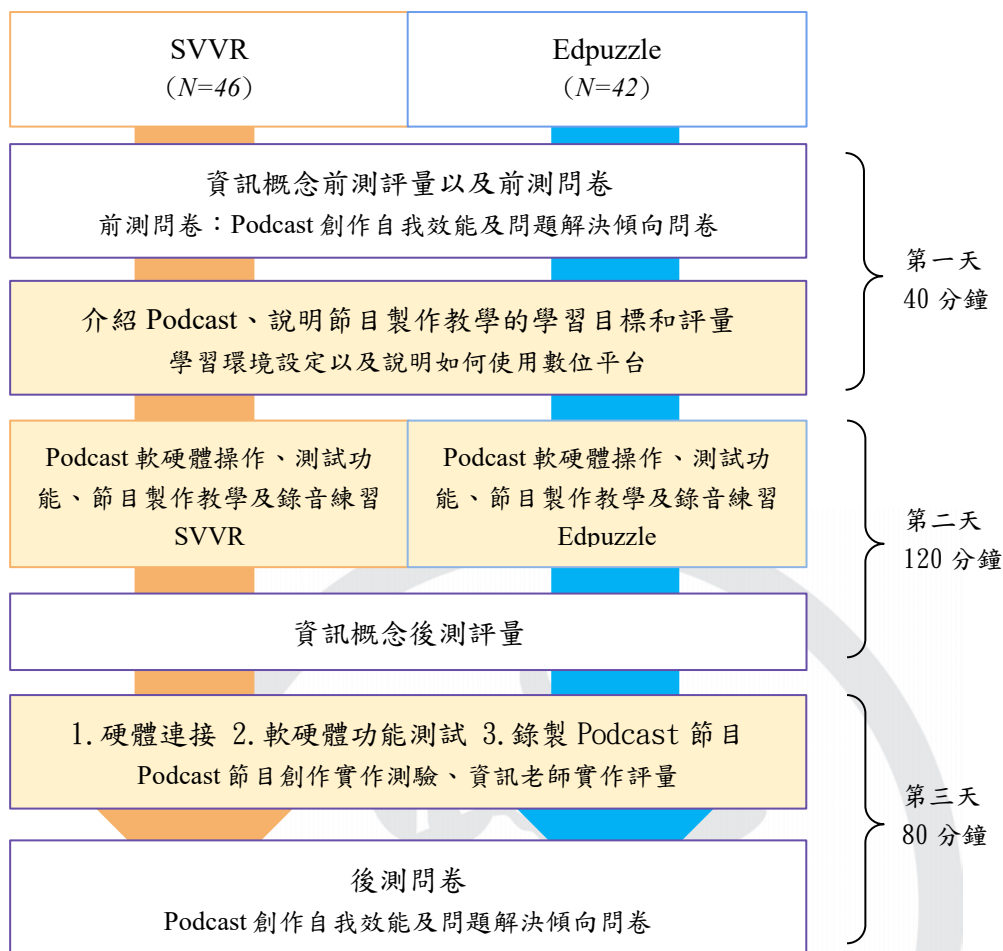 SVVR
（N=46）
Edpuzzle
（N=42）
資訊概念前測評量以及前測問卷
前測問卷：Podcast 創作自我效能及問題解決傾向問卷
介紹 Podcast、說明節目製作教學的學習目標和評量
學習環境設定以及說明如何使用數位平台
第一天
40 分鐘
Podcast 軟硬體操作、測試功
能、節目製作教學及錄音練習
SVVR
Podcast 軟硬體操作、測試功
能、節目製作教學及錄音練習
Edpuzzle
資訊概念後測評量
第二天
120 分鐘
1.硬體連接 2.軟硬體功能測試 3.錄製 Podcast 節目
Podcast 節目創作實作測驗、資訊老師實作評量
後測問卷
Podcast 創作自我效能及問題解決傾向問卷
第三天
80 分鐘